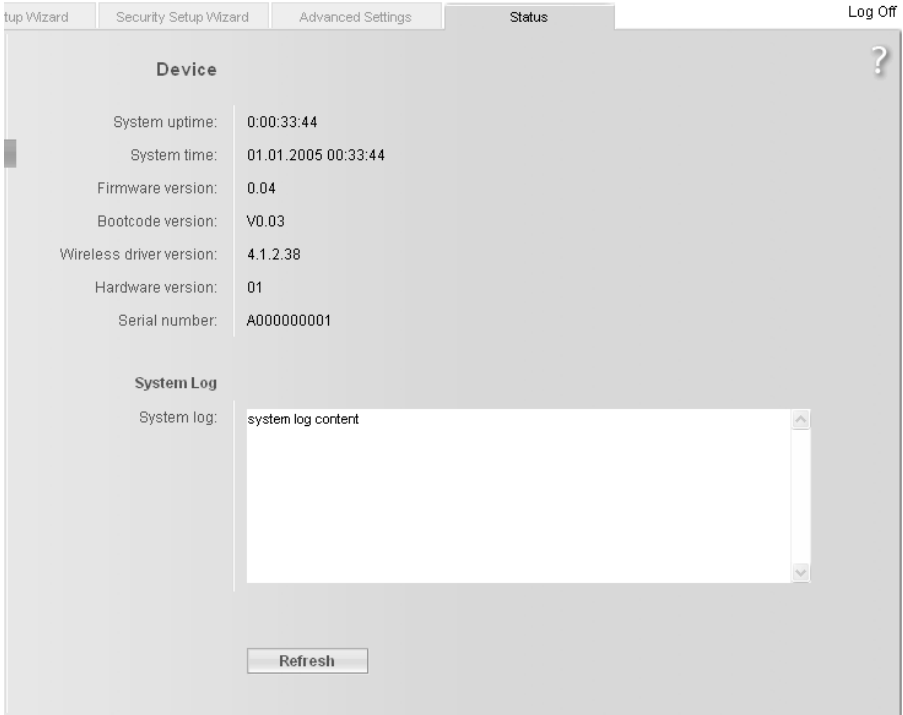 tup Wizard Security Setup Wizard Advanced Settings Status Log Off
?
Device
System uptime: 0:00:33:44
System time: 01.01.2005 00:33:44
Firmware version: 0.04
Bootcode version: V0.03
Wireless driver version: 4.1.2.38
Hardware version: 01
Serial number: A000000001
System Log
System log: system log content
Refresh